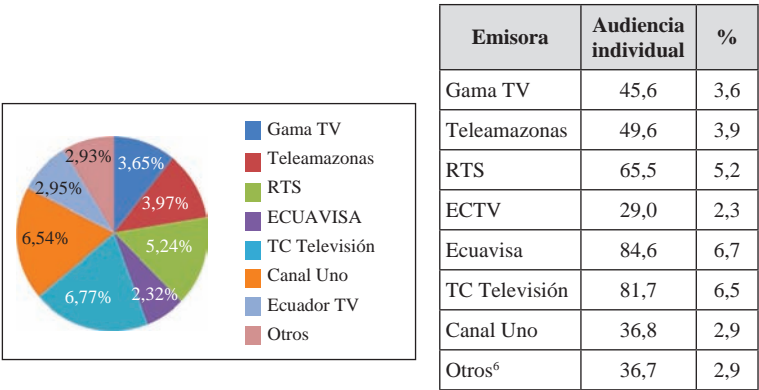 2,93%
3,65%
2,95%
3,97%
6,54%
5,24%
6,77%
2,32%
Gama TV
Teleamazonas
RTS
ECUAVISA
TC Televisión
Canal Uno
Ecuador TV
Otros
Emisora Audiencia individual %
Gama TV 45,6 3,6
Teleamazonas 49,6 3,9
RTS 65,5 5,2
ECTV 29,0 2,3
Ecuavisa 84,6 6,7
TC Televisión 81,7 6,5
Canal Uno 36,8 2,9
Otros⁶ 36,7 2,9